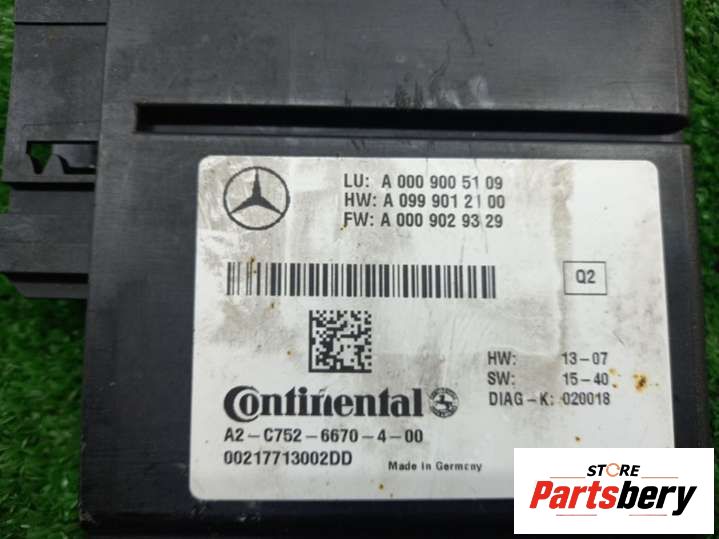 LU: A 000 900 51 09
HW: A 099 901 21 00
FW: A 000 902 93 29
Q2
HW: 13-07
SW: 15-40
DIAG-K: 020018
Continental
A2-C752-6670-4-00
00217713002DD
Made in Germany
STORE
Partsbery